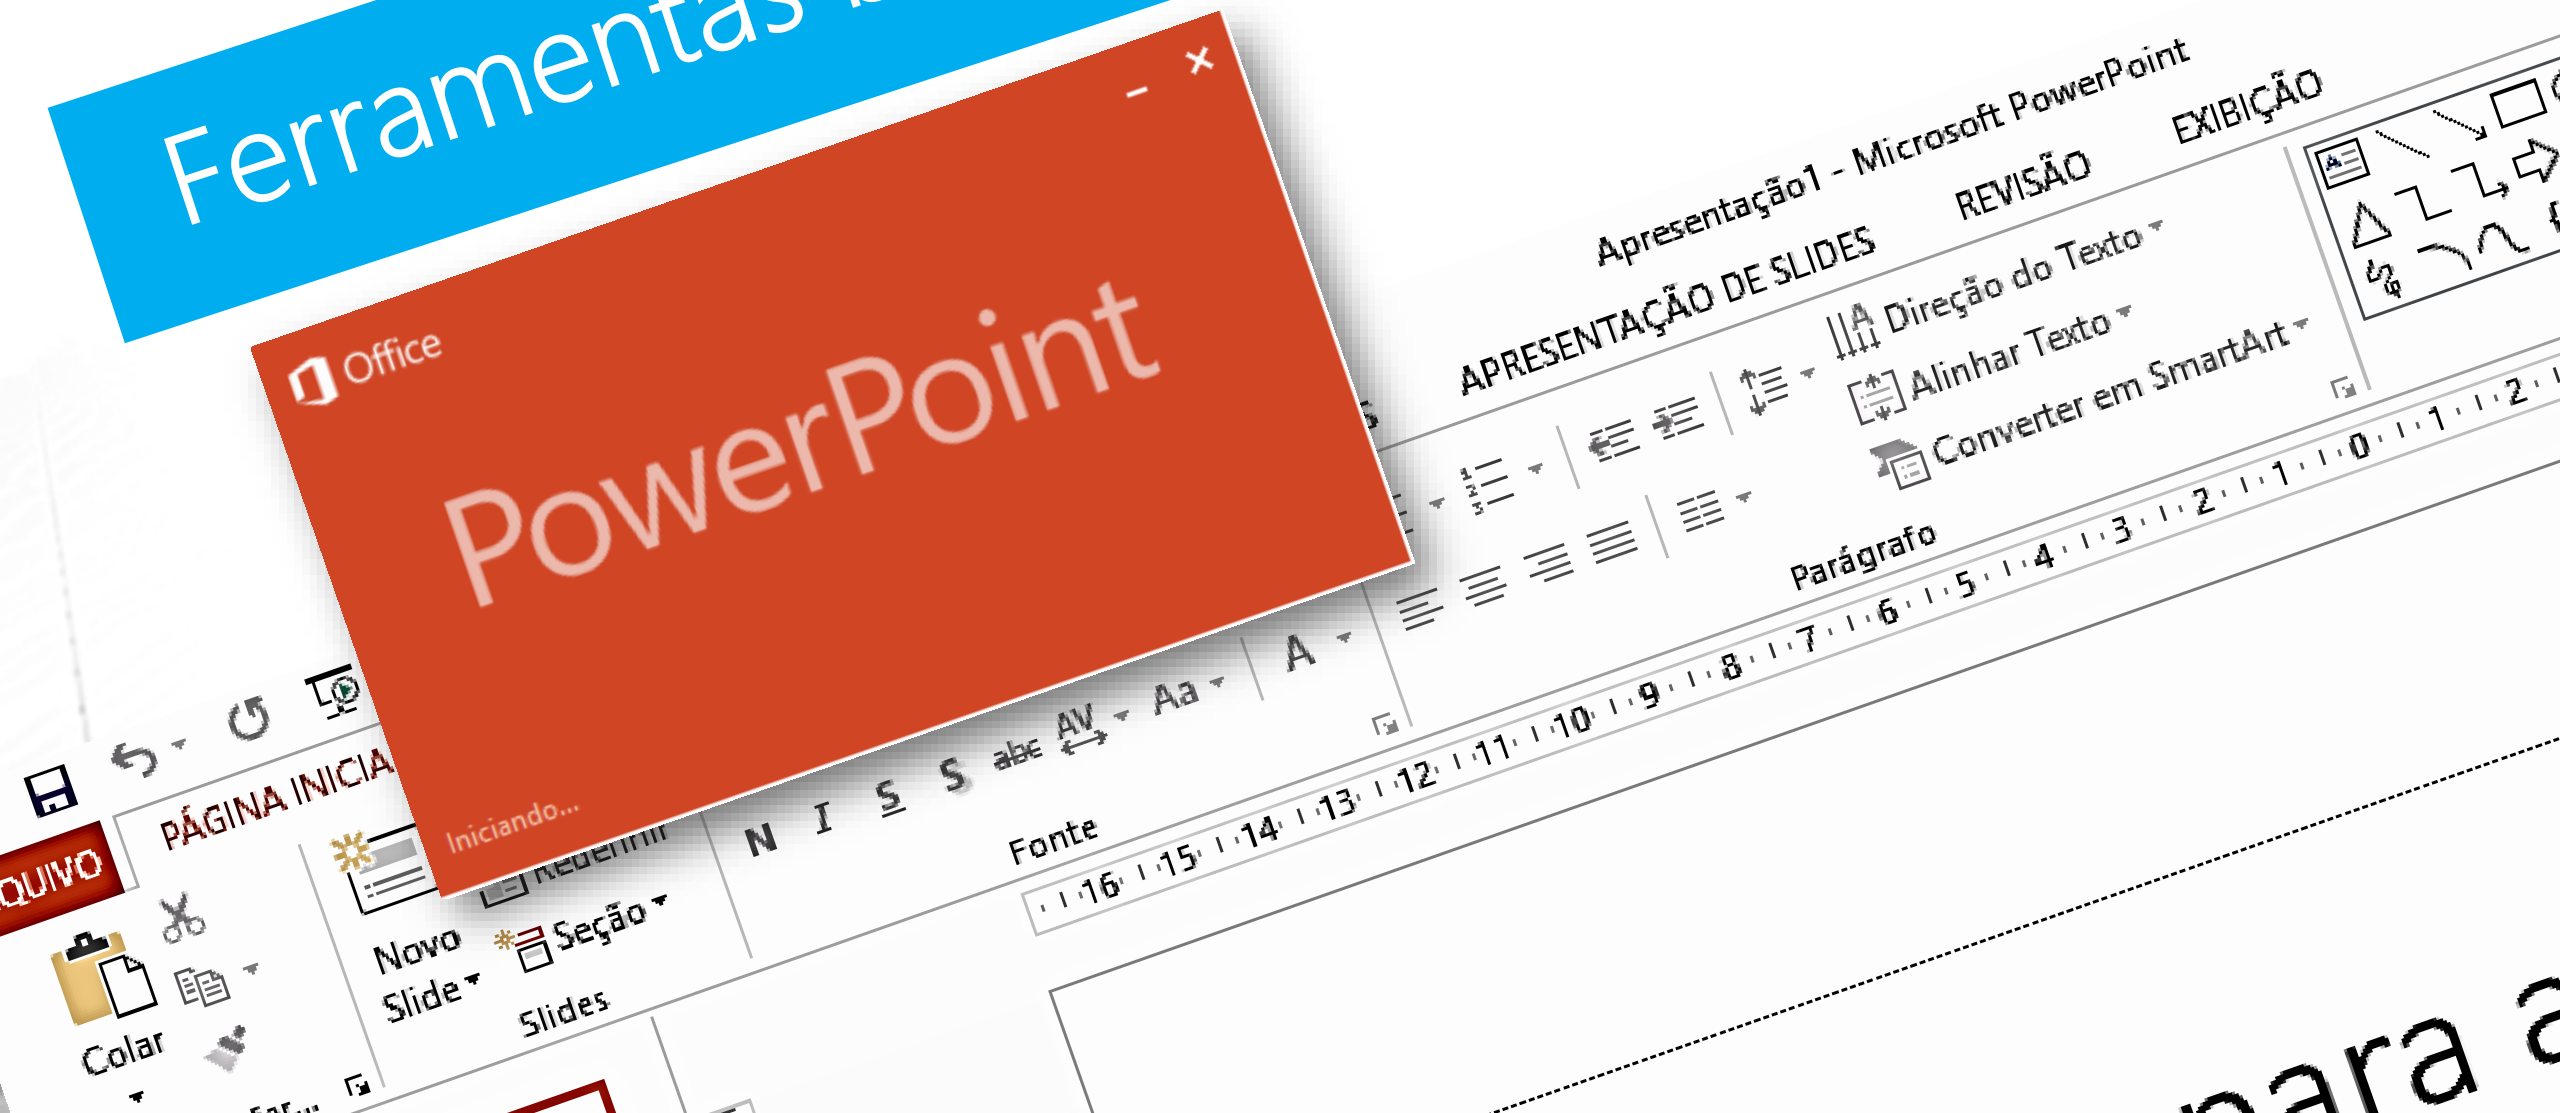 Ferramentas
Office
PowerPoint
Iniciando...
Apresentação1 - Microsoft PowerPoint
PÁGINA INICIA
APRESENTAÇÃO DE SLIDES
REVISÃO
EXIBIÇÃO
QUIVO
Colar
Novo
Slide
Redefinir
Seção
Slides
N I S S abc AV Aa A
Fonte
Direção do Texto
Alinhar Texto
Converter em SmartArt
Parágrafo
16 15 14 13 12 11 10 9 8 7 6 5 4 3 2 1 0 1 2
para a